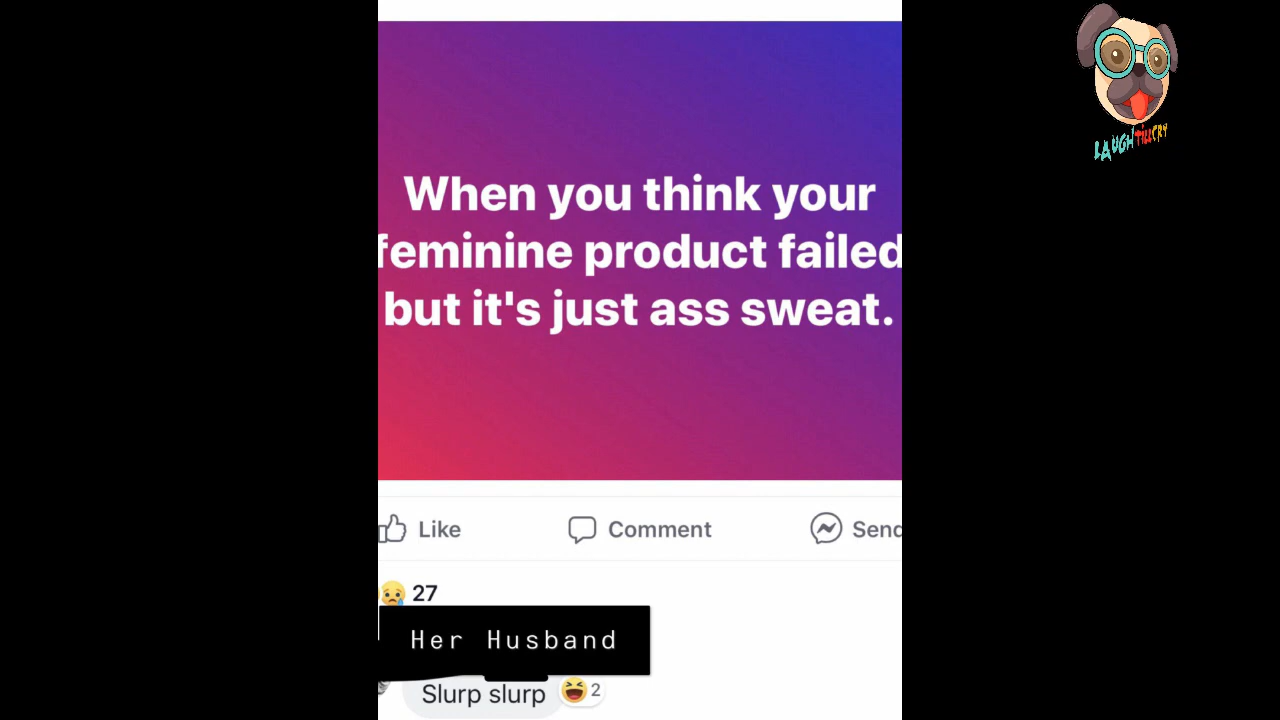 LAUGHTILLCRY
When you think your
feminine product failed
but it's just ass sweat.
Like Comment Send
27
Her Husband
Slurp slurp 2